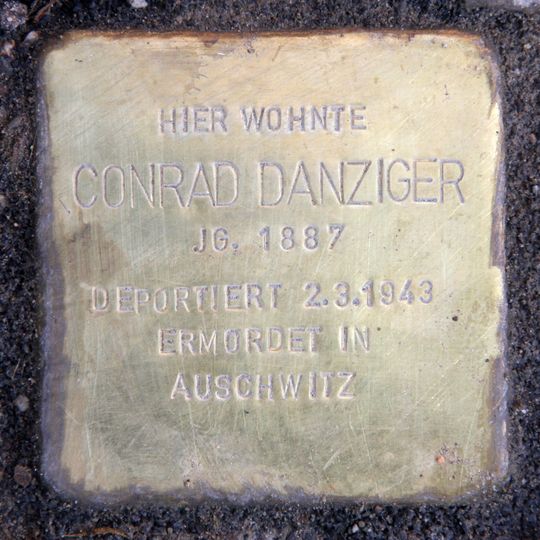 HIER WOHNTE
CONRAD DANZIGER
JG. 1887
DEPORTIERT 2.3.1943
ERMORDET IN
AUSCHWITZ